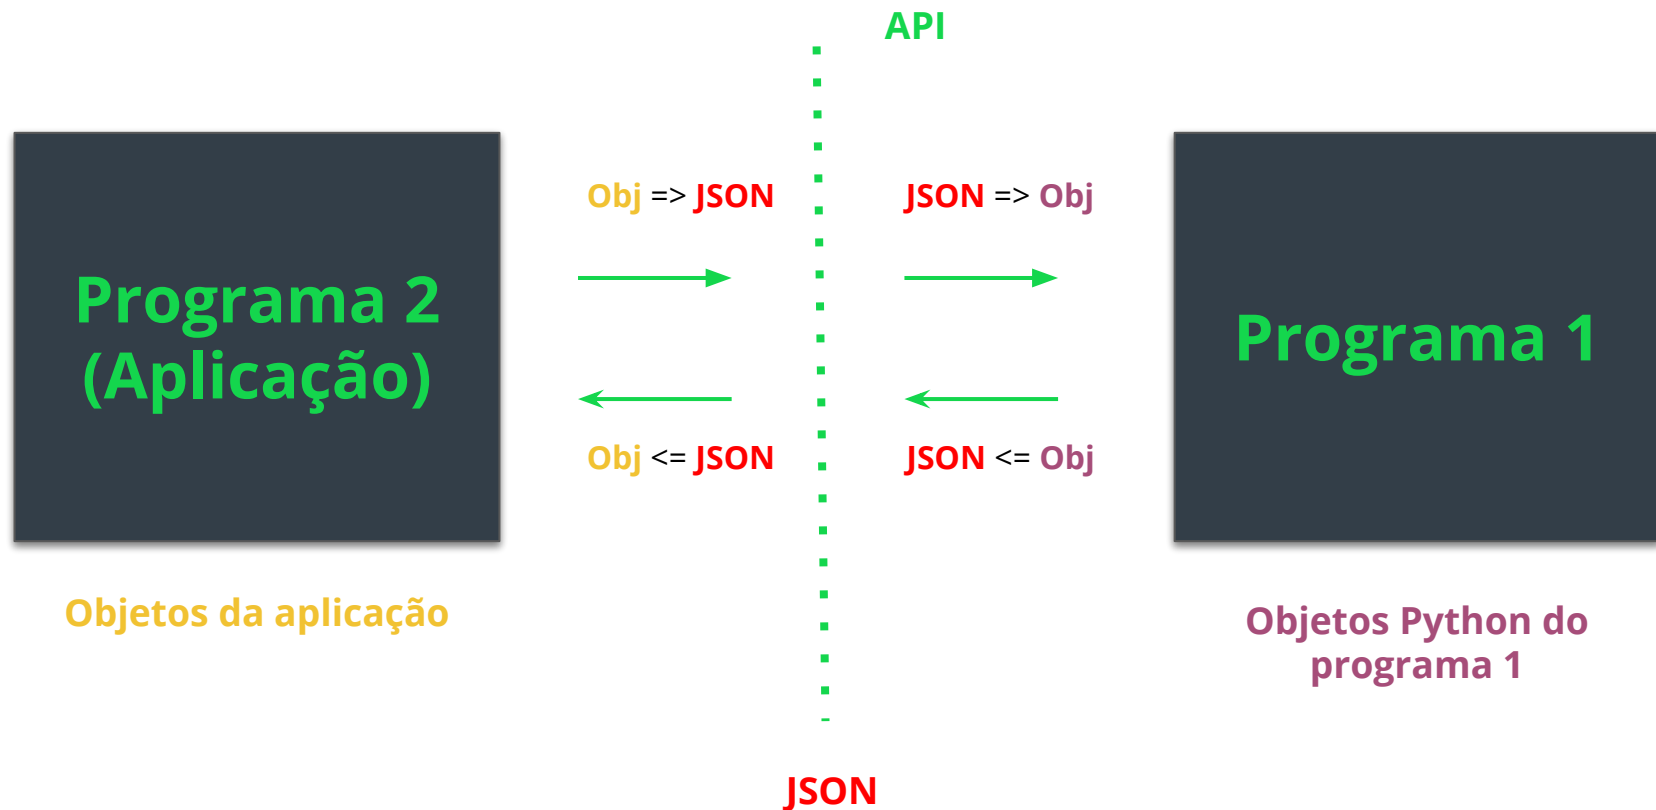 API
Obj => JSON
JSON => Obj
Programa 2
(Aplicação)
Programa 1
Obj <= JSON
JSON <= Obj
Objetos da aplicação
Objetos Python do
programa 1
JSON